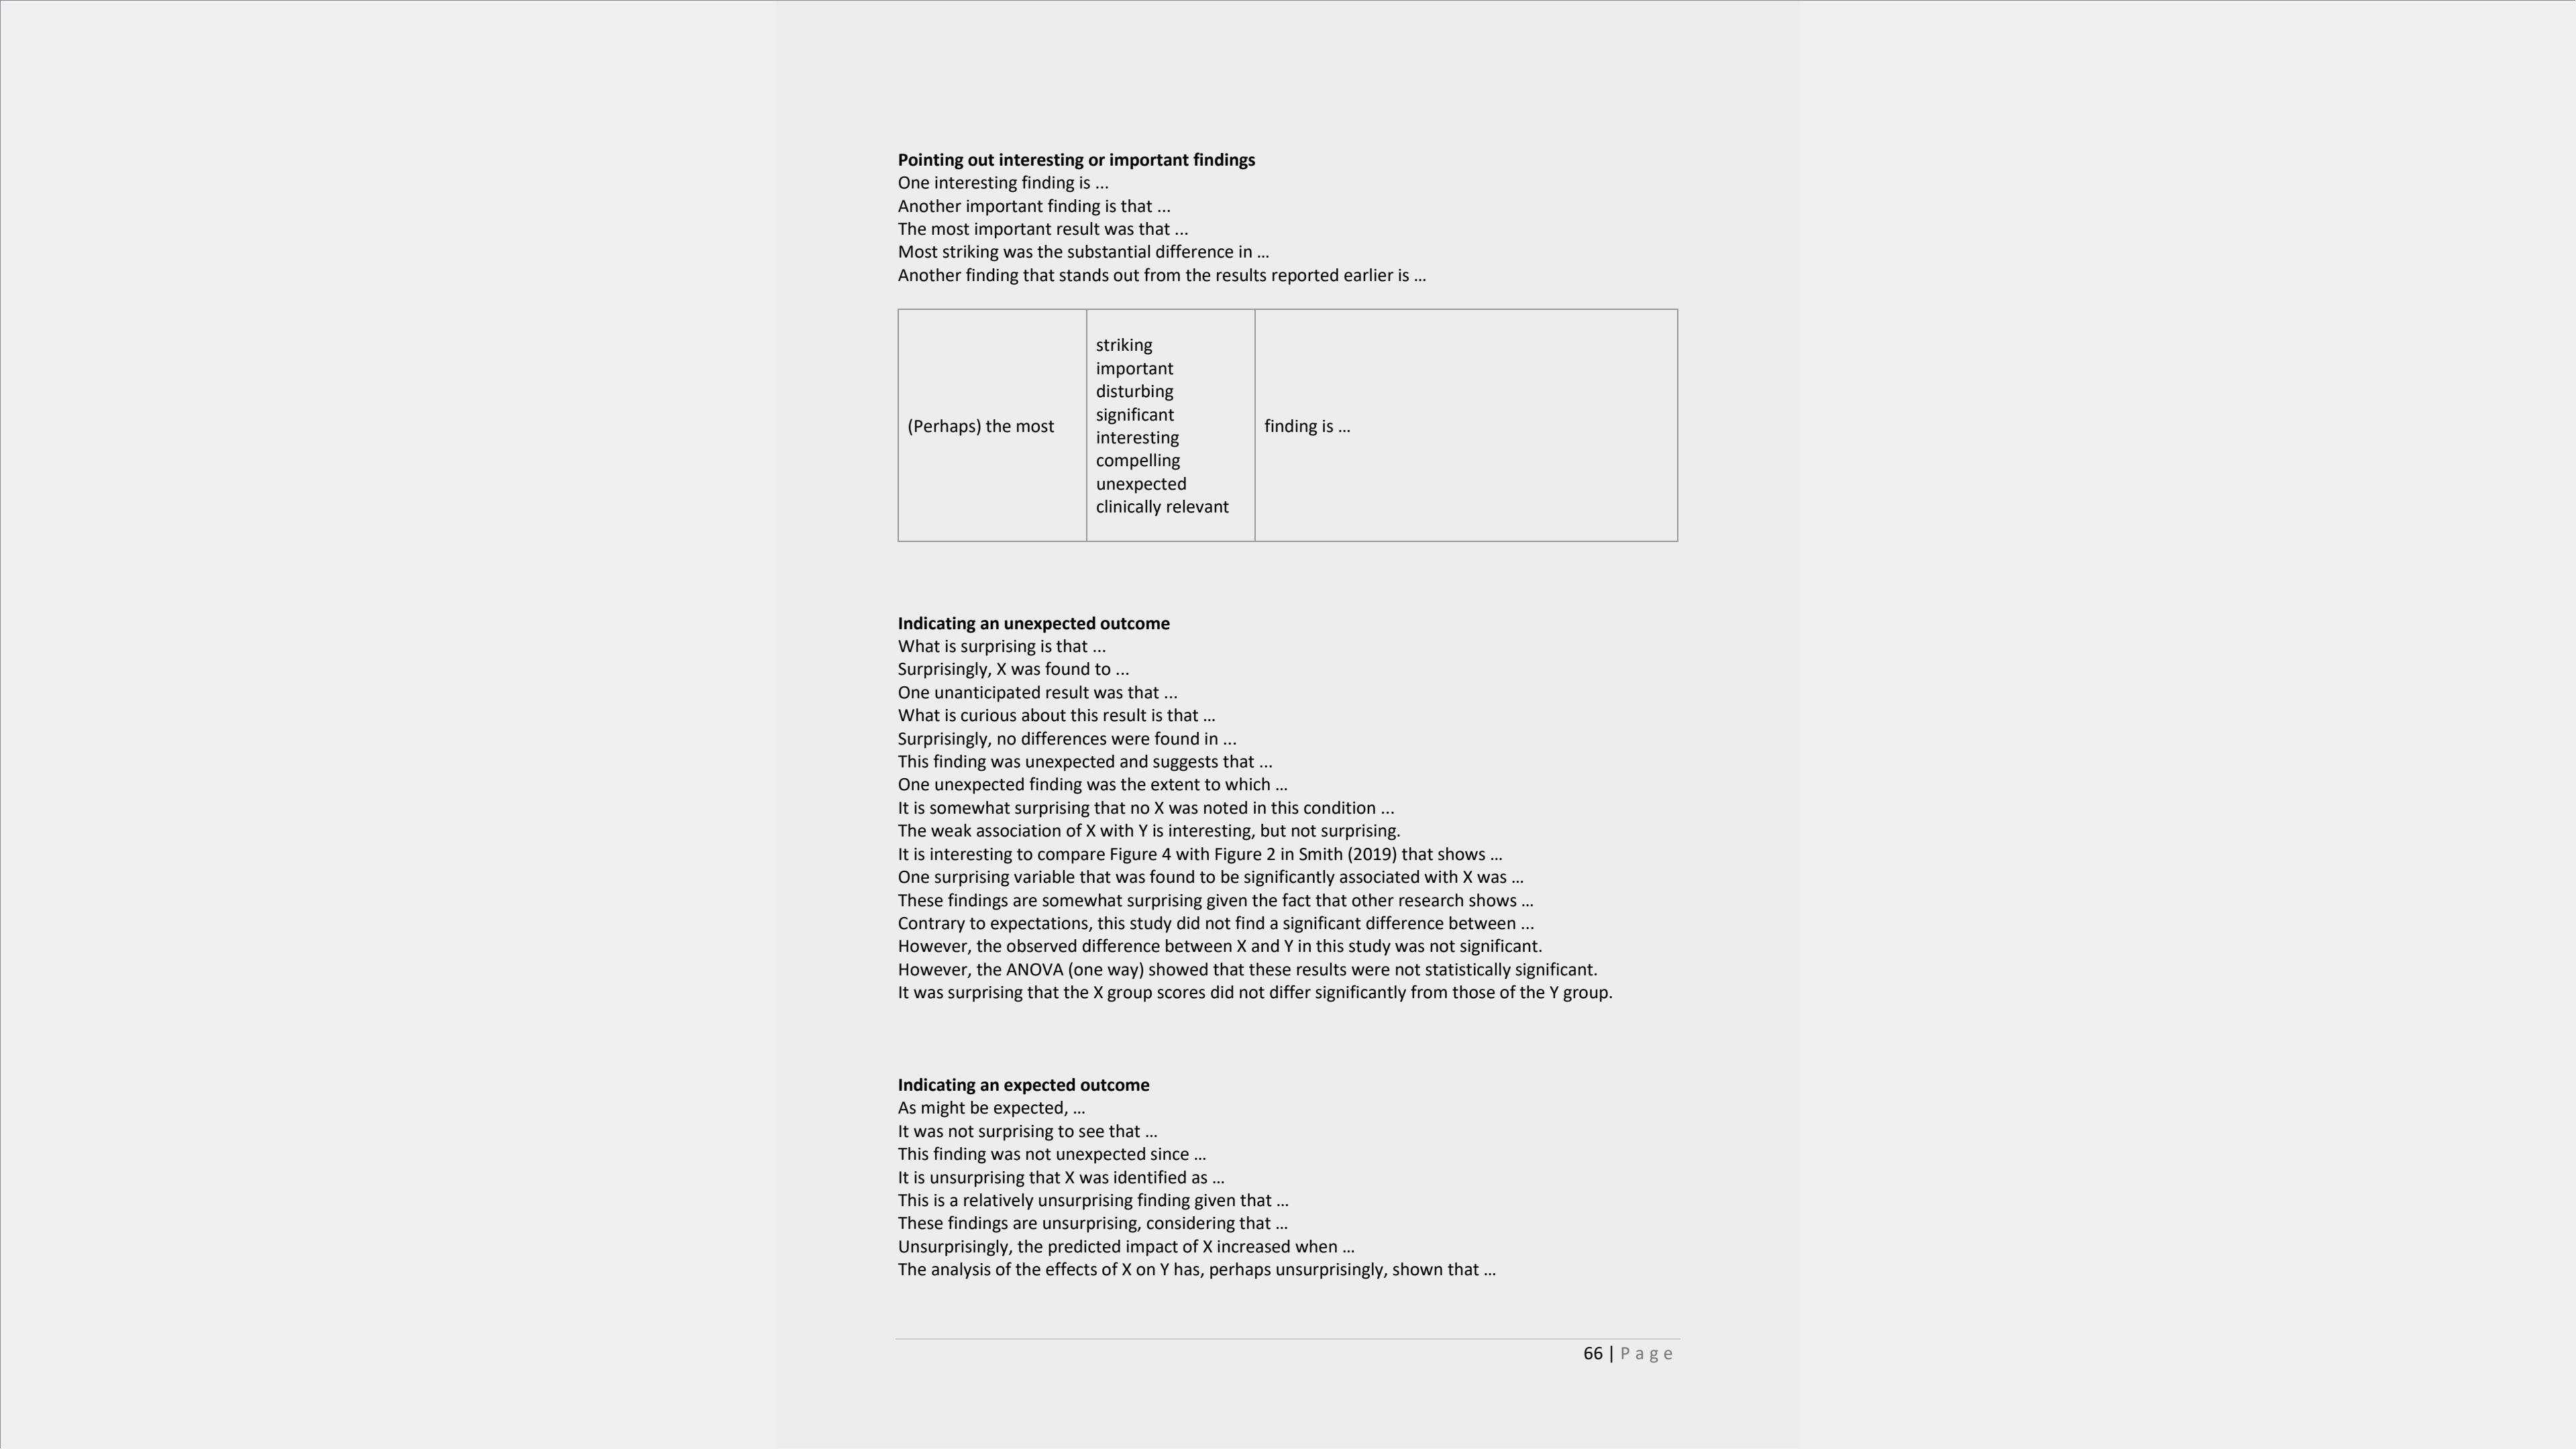 Pointing out interesting or important findings
One interesting finding is ...
Another important finding is that ...
The most important result was that ...
Most striking was the substantial difference in …
Another finding that stands out from the results reported earlier is …
(Perhaps) the most
striking
important
disturbing
significant
interesting
compelling
unexpected
clinically relevant
finding is …
Indicating an unexpected outcome
What is surprising is that ...
Surprisingly, X was found to ...
One unanticipated result was that ...
What is curious about this result is that …
Surprisingly, no differences were found in ...
This finding was unexpected and suggests that ...
One unexpected finding was the extent to which …
It is somewhat surprising that no X was noted in this condition ...
The weak association of X with Y is interesting, but not surprising.
It is interesting to compare Figure 4 with Figure 2 in Smith (2019) that shows …
One surprising variable that was found to be significantly associated with X was …
These findings are somewhat surprising given the fact that other research shows …
Contrary to expectations, this study did not find a significant difference between ...
However, the observed difference between X and Y in this study was not significant.
However, the ANOVA (one way) showed that these results were not statistically significant.
It was surprising that the X group scores did not differ significantly from those of the Y group.
Indicating an expected outcome
As might be expected, …
It was not surprising to see that …
This finding was not unexpected since …
It is unsurprising that X was identified as …
This is a relatively unsurprising finding given that …
These findings are unsurprising, considering that …
Unsurprisingly, the predicted impact of X increased when …
The analysis of the effects of X on Y has, perhaps unsurprisingly, shown that …
66 | Page